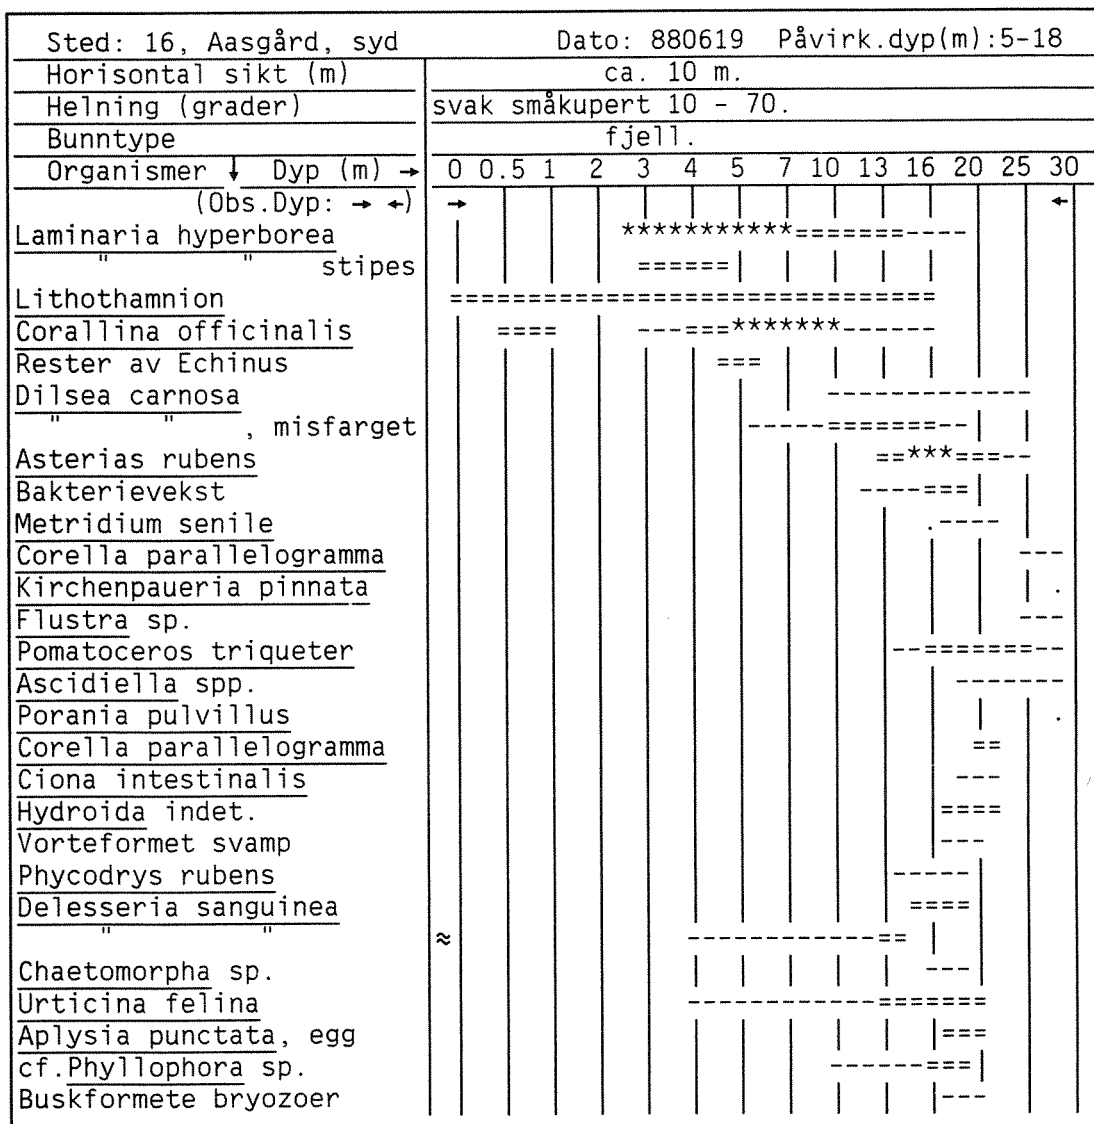 Sted: 16, Aasgård, syd Dato: 880619 Påvirk.dyp(m):5-18
Horisontal sikt (m) ca. 10 m.
Helning (grader) svak småkupert 10 - 70.
Bunntype fjell.
Organismer ↓ Dyp (m) → 0 0.5 1 2 3 4 5 7 10 13 16 20 25 30
(Obs.Dyp: → ←) → ←
Laminaria hyperborea ***********=======----
" " stipes ======
Lithothamnion ===============================
Corallina officinalis ==== ---===*******------
Rester av Echinus ===
Dilsea carnosa -------------
" " , misfarget -----=======--
Asterias rubens ==***===--
Bakterievekst ----===
Metridium senile .----
Corella parallelogramma ---
Kirchenpaueria pinnata .
Flustra sp. ---
Pomatoceros triqueter --=======--
Ascidiella spp. -------
Porania pulvillus .
Corella parallelogramma ==
Ciona intestinalis ---
Hydroida indet. ====
Vorteformet svamp ---
Phycodrys rubens -----
Delesseria sanguinea ====
" " ≈ ------------==
Chaetomorpha sp. ---
Urticina felina ------------=======
Aplysia punctata, egg ===
cf.Phyllophora sp. ------===
Buskformete bryozoer ---